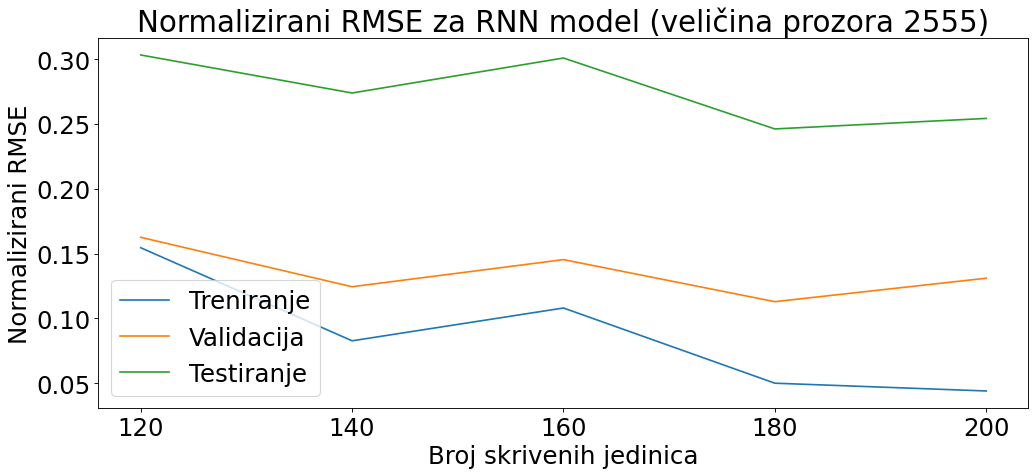 Normalizirani RMSE za RNN model (veličina prozora 2555)
Normalizirani RMSE
0.30
0.25
0.20
0.15
0.10
0.05
Treniranje
Validacija
Testiranje
120 140 160 180 200
Broj skrivenih jedinica